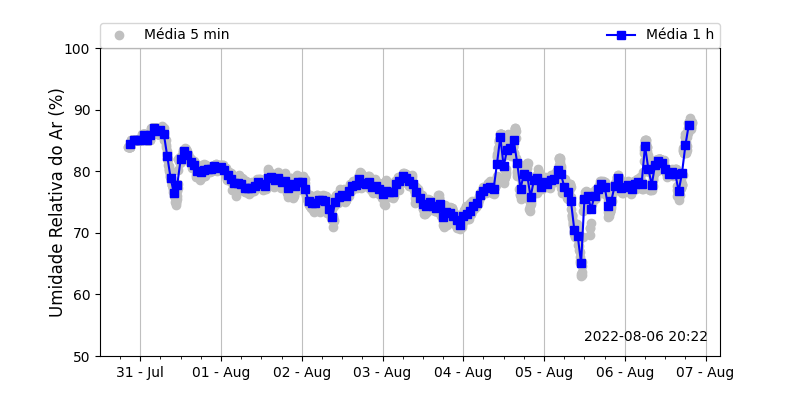 Média 5 min
Média 1 h
Umidade Relativa do Ar (%)
100
90
80
70
60
50
2022-08-06 20:22
31 - Jul
01 - Aug
02 - Aug
03 - Aug
04 - Aug
05 - Aug
06 - Aug
07 - Aug